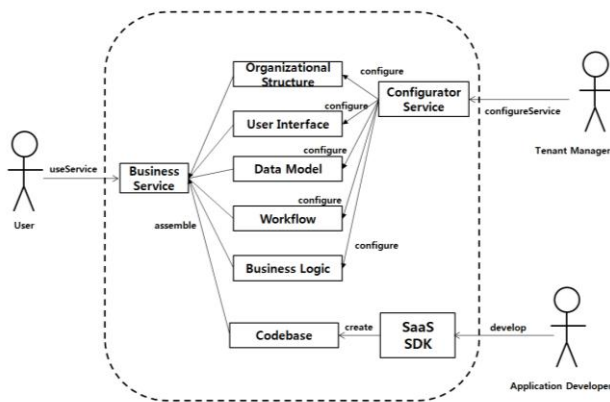 Organizational
Structure
configure
Configurator
Service
configure
configureService
User Interface
Tenant Manager
configure
useService
Business
Service
Data Model
configure
User
assemble
Workflow
configure
Business Logic
Codebase
create
SaaS
SDK
develop
Application Developer